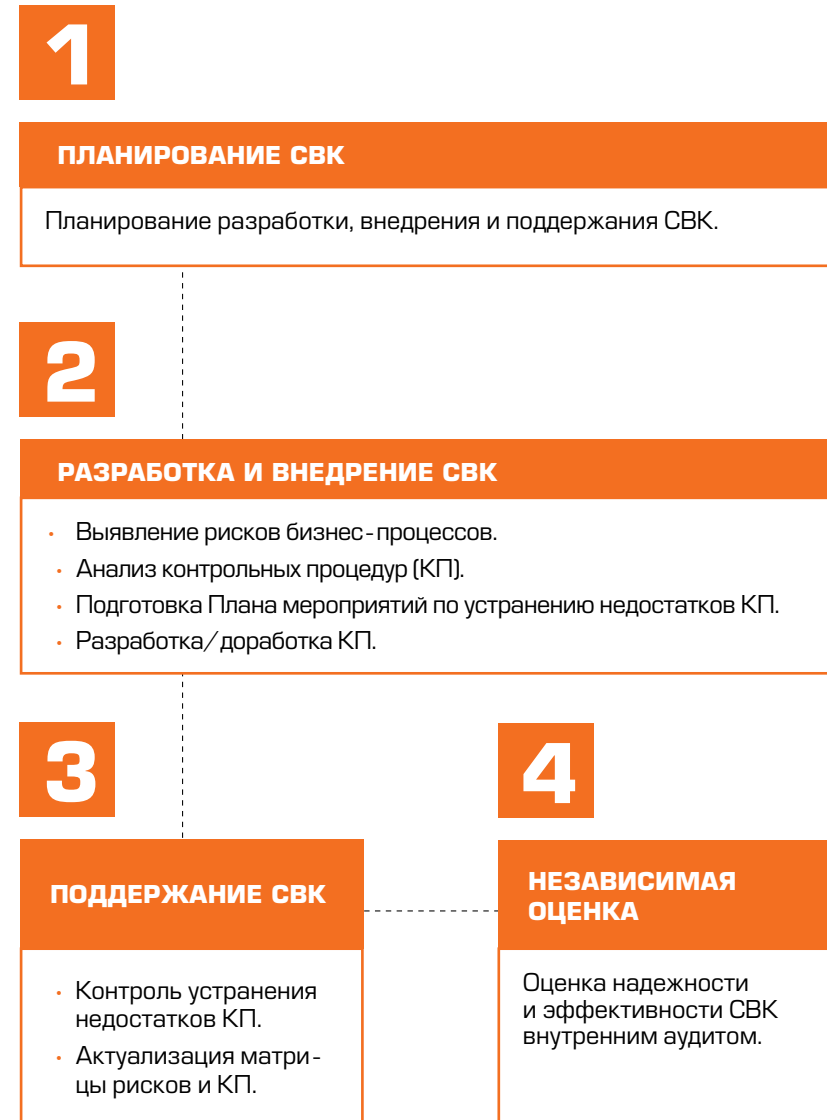 1
ПЛАНИРОВАНИЕ СВК
Планирование разработки, внедрения и поддержания СВК.
2
РАЗРАБОТКА И ВНЕДРЕНИЕ СВК
• Выявление рисков бизнес-процессов.
• Анализ контрольных процедур (КП).
• Подготовка Плана мероприятий по устранению недостатков КП.
• Разработка/доработка КП.
3
ПОДДЕРЖАНИЕ СВК
• Контроль устранения
недостатков КП.
• Актуализация матри-
цы рисков и КП.
4
НЕЗАВИСИМАЯ
ОЦЕНКА
Оценка надежности
и эффективности СВК
внутренним аудитом.